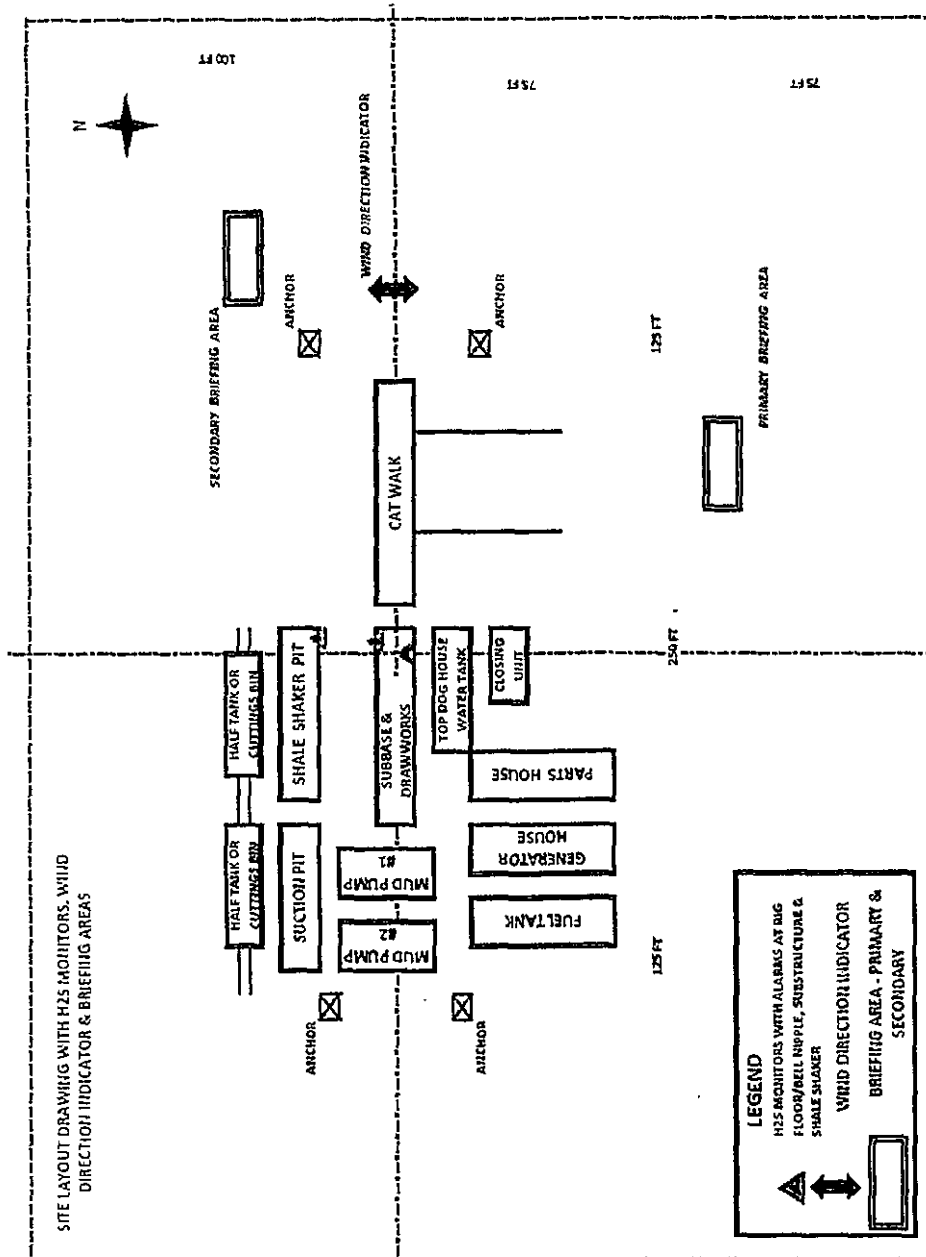 SITE LAYOUT DRAWING WITH H2S MONITORS, WIND
DIRECTION INDICATOR & BRIEFING AREAS
N
100 FT
SECONDARY BRIEFING AREA
HALF TANK OR
CUTTINGS BIN
HALF TANK OR
CUTTINGS BIN
ANCHOR
ANCHOR
SUCTION PIT
SHALE SHAKER PIT
WIND DIRECTION INDICATOR
MUD PUMP
#2
MUD PUMP
#1
SUBBASE &
DRAWWORKS
CAT WALK
TOP DOG HOUSE
WATER TANK
ANCHOR
ANCHOR
75 FT
FUEL TANK
GENERATOR
HOUSE
PARTS HOUSE
CLOSING
UNIT
125 FT
250 FT
125 FT
PRIMARY BRIEFING AREA
75 FT
LEGEND
H2S MONITORS WITH ALARMS AT RIG
FLOOR/BELL NIPPLE, SUBSTRUCTURE &
SHALE SHAKER
WIND DIRECTION INDICATOR
BRIEFING AREA - PRIMARY &
SECONDARY